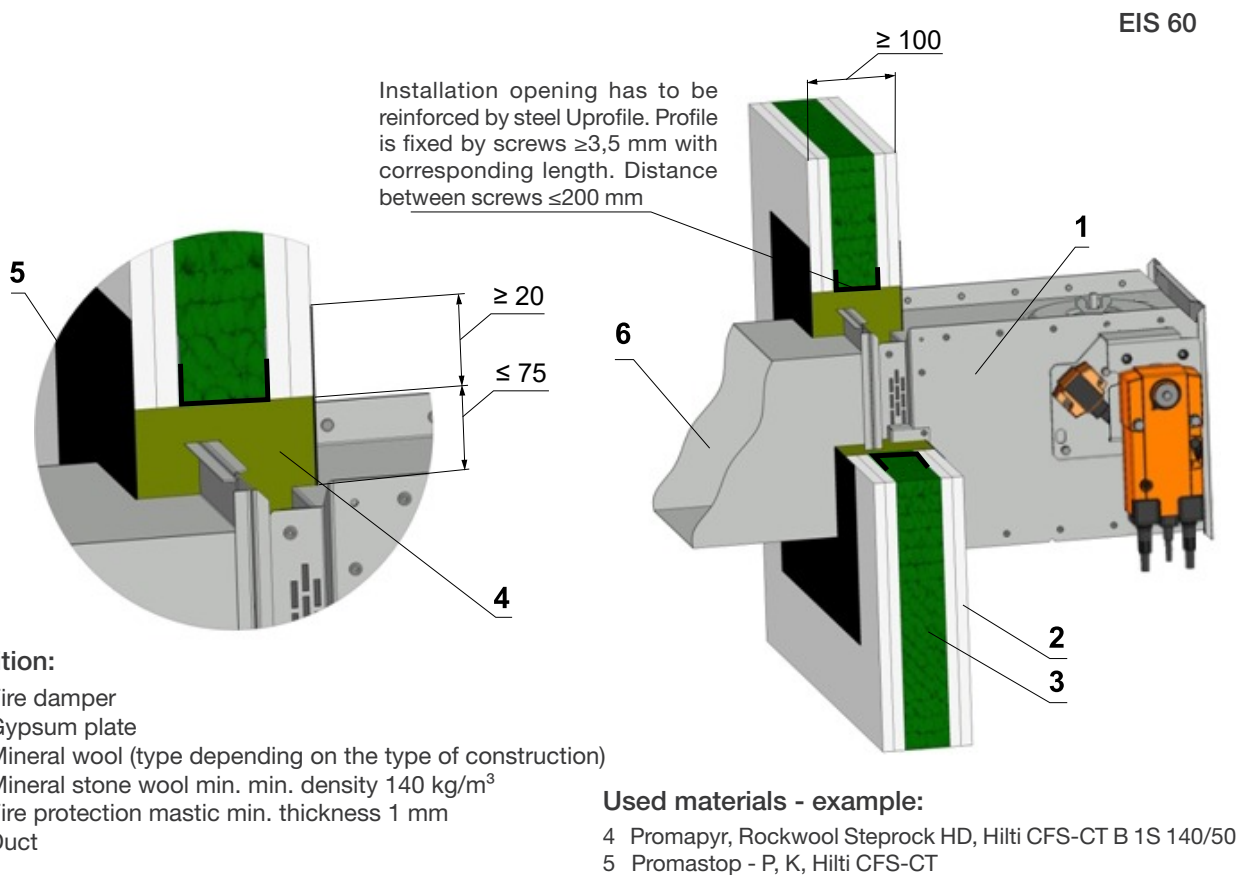 EIS 60
≥ 100
Installation opening has to be
reinforced by steel Uprofile. Profile
is fixed by screws ≥3,5 mm with
corresponding length. Distance
between screws ≤200 mm
1
5
≥ 20
6
≤ 75
4
2
3
tion:
ire damper
Gypsum plate
Mineral wool (type depending on the type of construction)
Mineral stone wool min. min. density 140 kg/m³
ire protection mastic min. thickness 1 mm
Duct
Used materials - example:
4 Promapyr, Rockwool Steprock HD, Hilti CFS-CT B 1S 140/50
5 Promastop - P, K, Hilti CFS-CT